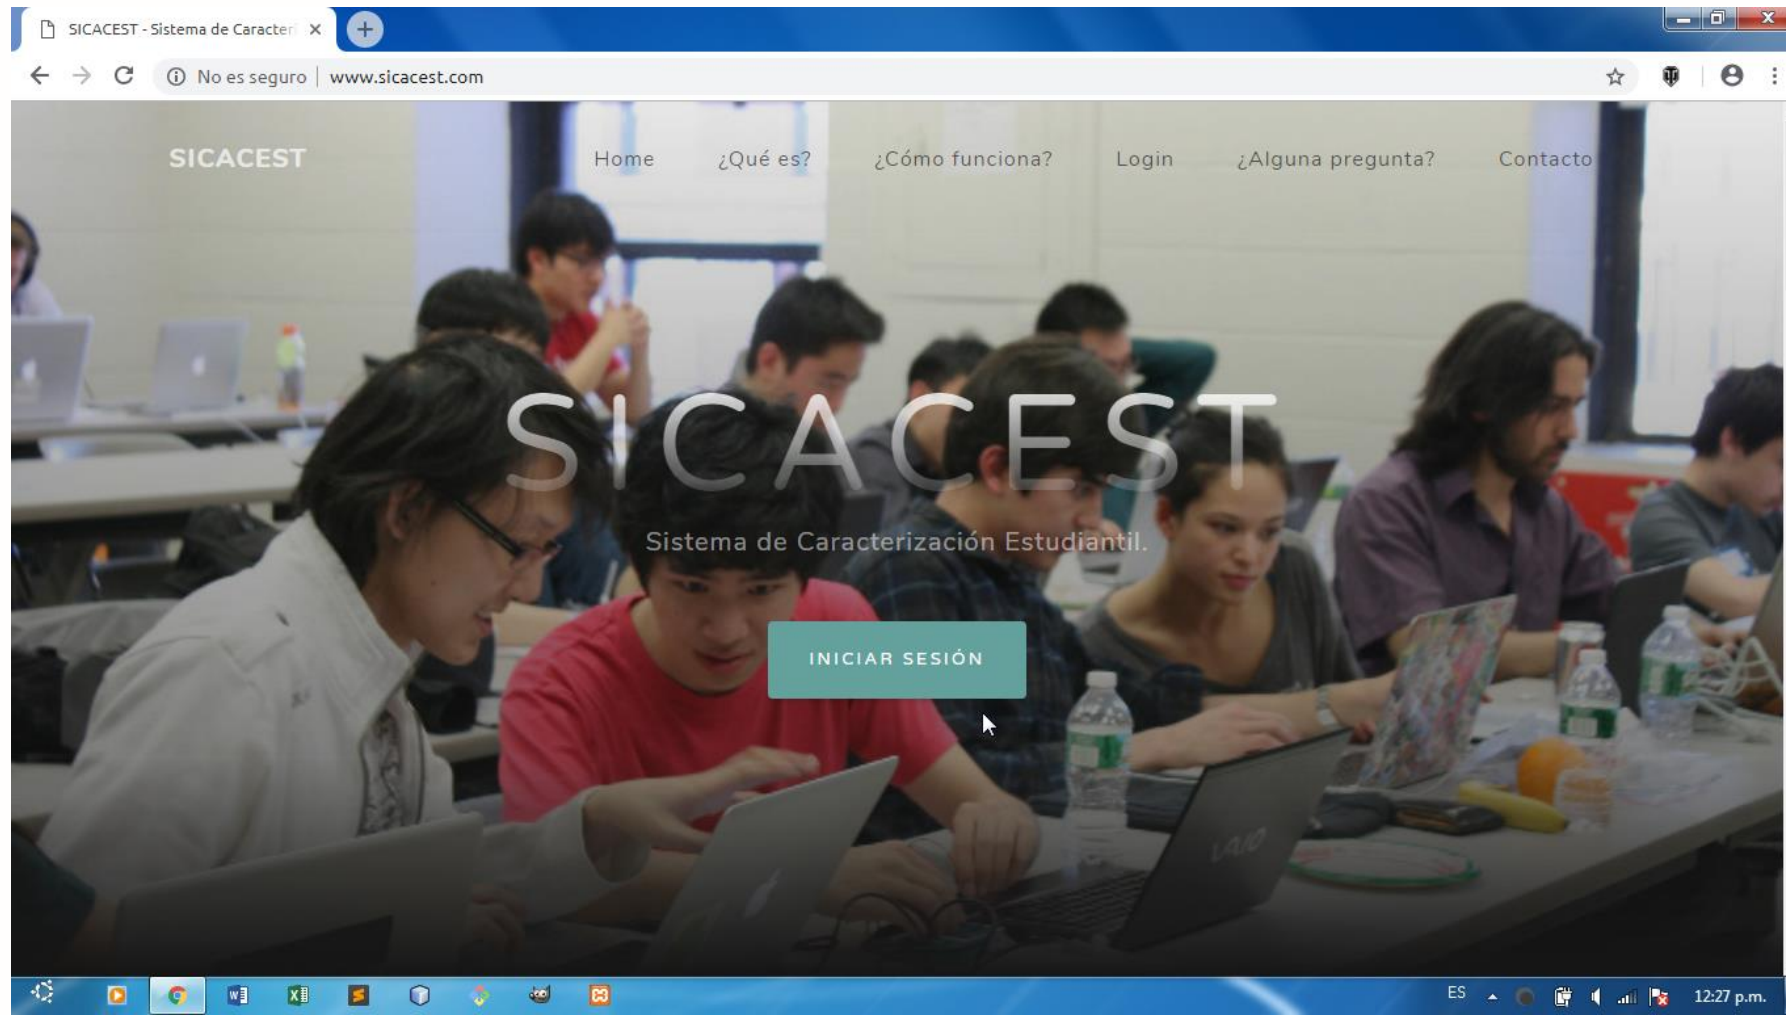 SICACEST - Sistema de Caracteri
No es seguro | www.sicacest.com
SICACEST Home ¿Qué es? ¿Cómo funciona? Login ¿Alguna pregunta? Contacto
SICACEST
Sistema de Caracterización Estudiantil.
INICIAR SESIÓN
VAIO
ES 12:27 p.m.